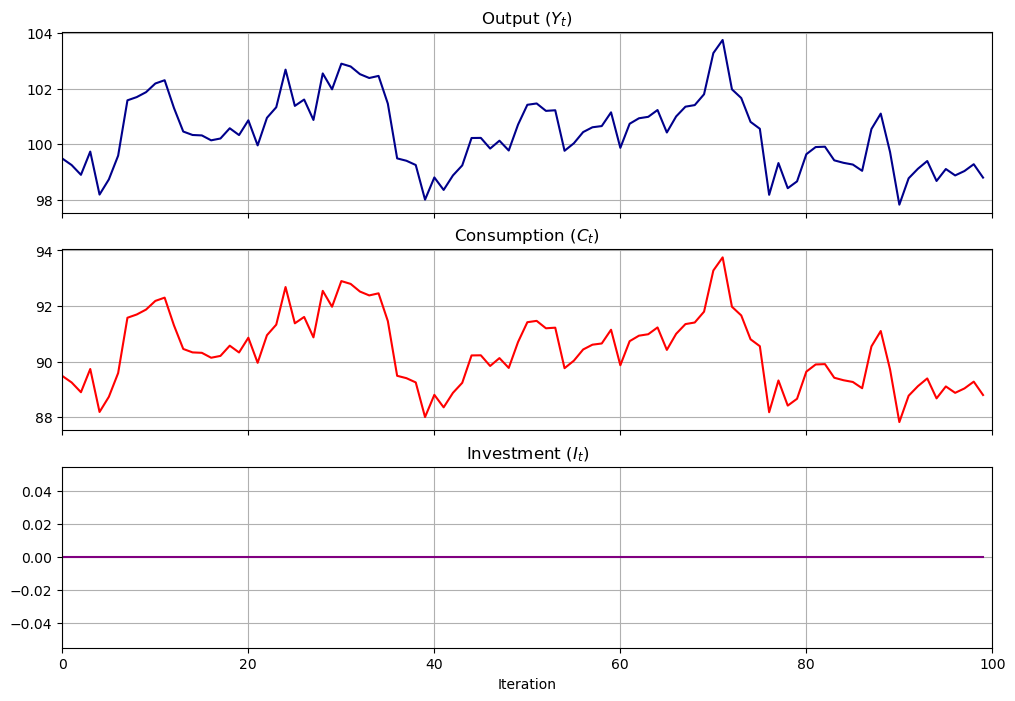 Output (Y_t)
104
102
100
98
Consumption (C_t)
94
92
90
88
Investment (I_t)
0.04
0.02
0.00
−0.02
−0.04
0 20 40 60 80 100
Iteration